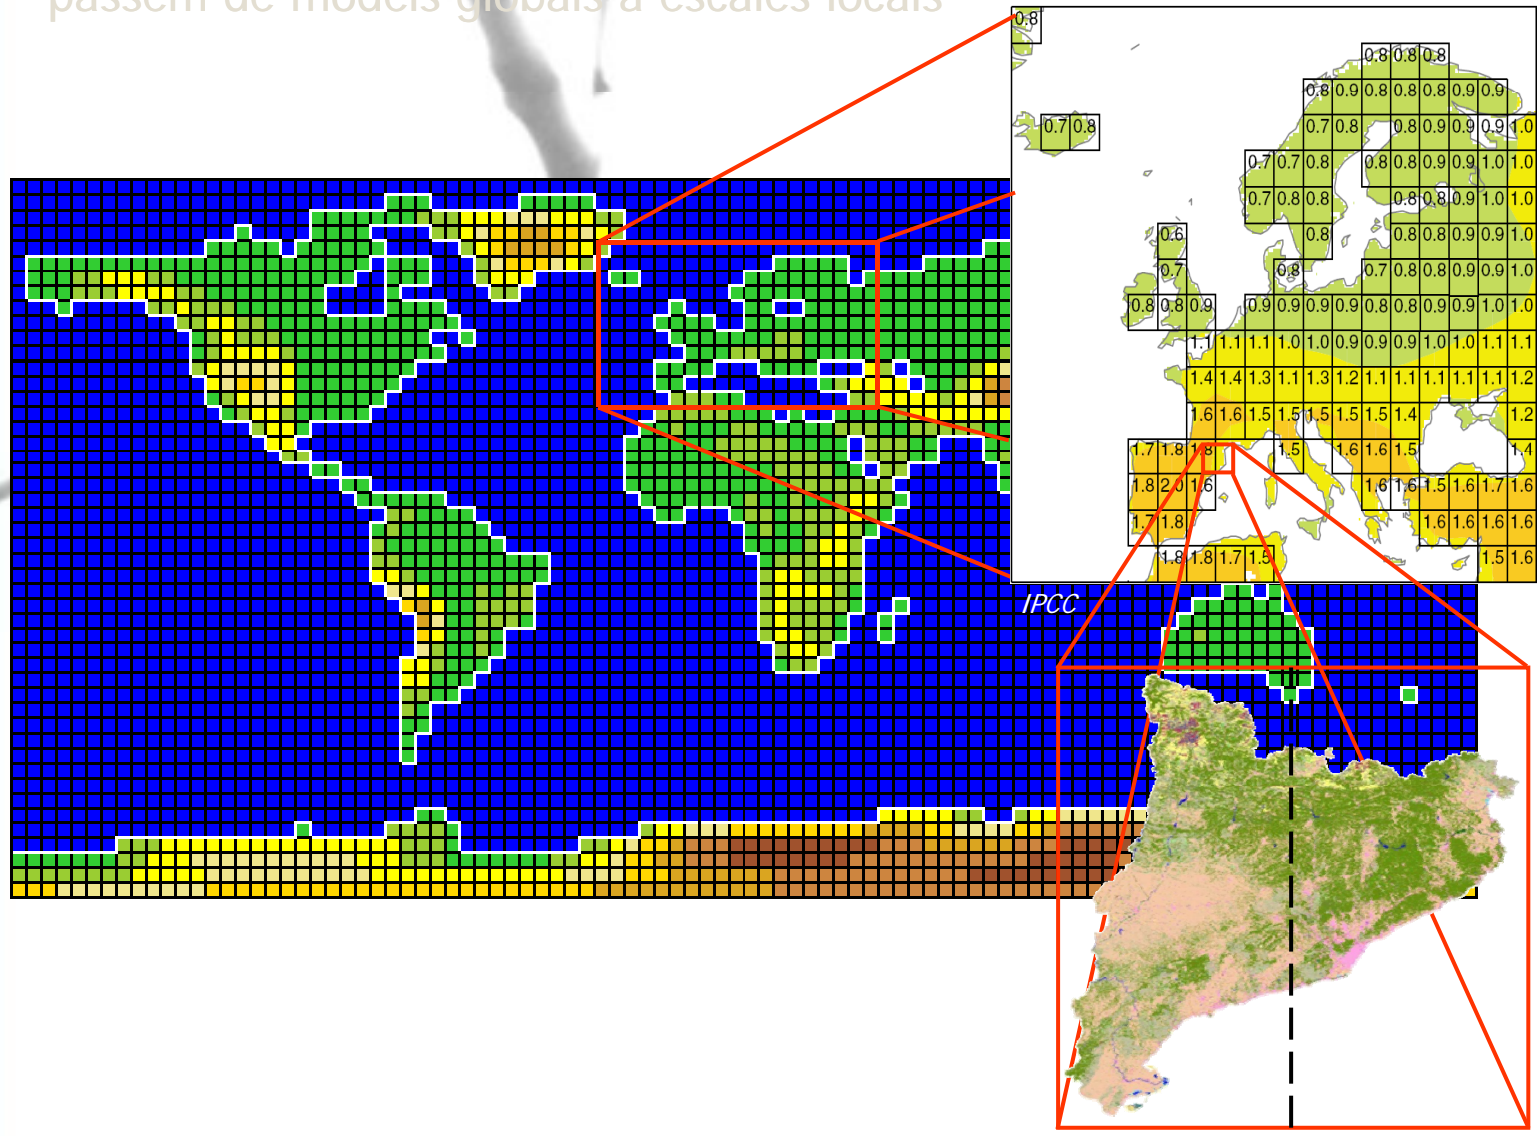 passem de models globals a escales locals
0.8
0.8 0.8 0.8
0.8 0.9 0.8 0.8 0.8 0.9 0.9
0.7 0.8 0.7 0.8 0.8 0.9 0.9 0.9 1.0
0.7 0.7 0.8 0.8 0.8 0.9 0.9 1.0 1.0
0.7 0.8 0.8 0.8 0.8 0.9 1.0 1.0
0.6 0.8 0.8 0.8 0.9 0.9 1.0
0.7 0.8 0.7 0.8 0.8 0.9 0.9 1.0
0.8 0.8 0.9 0.9 0.9 0.9 0.9 0.8 0.8 0.9 0.9 1.0 1.0
1.1 1.1 1.1 1.0 1.0 0.9 0.9 0.9 1.0 1.0 1.1 1.1
1.4 1.4 1.3 1.1 1.3 1.2 1.1 1.1 1.1 1.1 1.1 1.2
1.6 1.6 1.5 1.5 1.5 1.5 1.5 1.4 1.2
1.7 1.8 1.8 1.5 1.6 1.6 1.5 1.4
1.8 2.0 1.6 1.6 1.6 1.5 1.6 1.7 1.6
1.7 1.8 1.6 1.6 1.6 1.6
1.8 1.8 1.7 1.5 1.5 1.6
IPCC